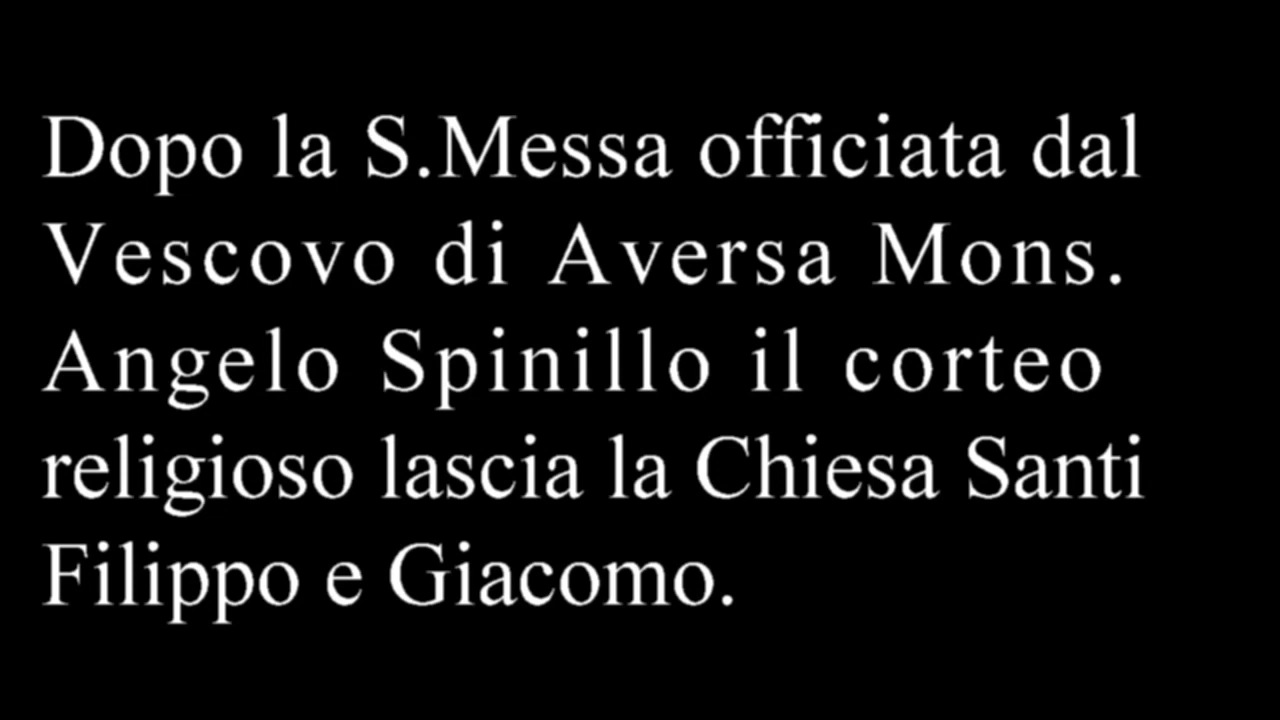 Dopo la S.Messa officiata dal
Vescovo di Aversa Mons.
Angelo Spinillo il corteo
religioso lascia la Chiesa Santi
Filippo e Giacomo.